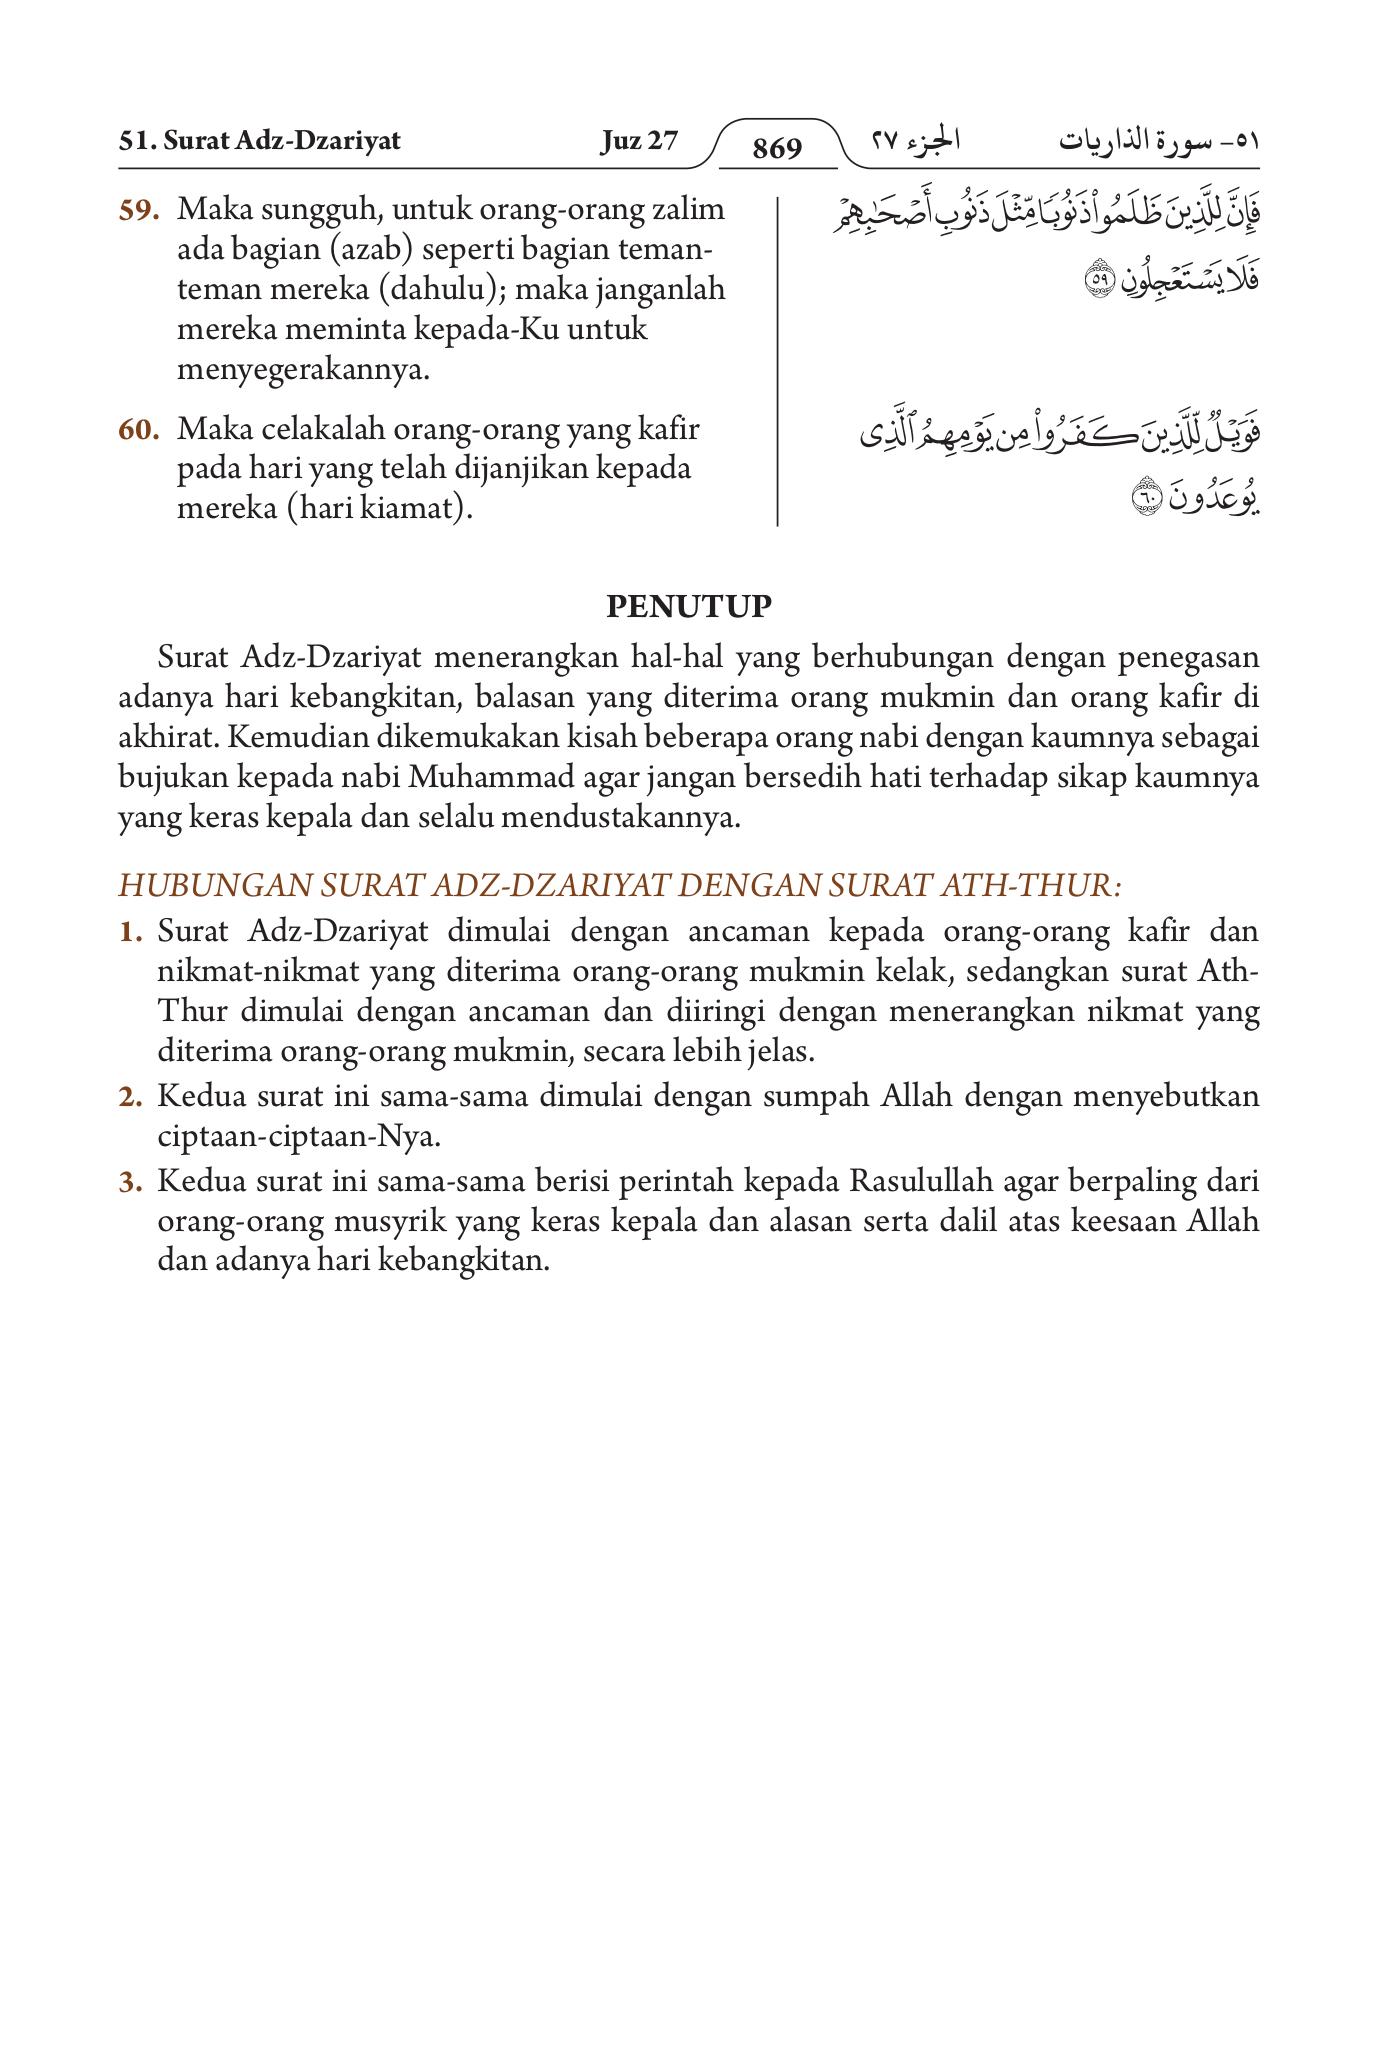 51. Surat Adz-Dzariyat Juz 27 869 الجزء ٢٧ ٥١- سورة الذاريات
59. Maka sungguh, untuk orang-orang zalim
ada bagian (azab) seperti bagian teman-
teman mereka (dahulu); maka janganlah
mereka meminta kepada-Ku untuk
menyegerakannya.
فَإِنَّ لِلَّذِينَ ظَلَمُوا۟ ذَنُوبًا مِّثْلَ ذَنُوبِ أَصْحَٰبِهِمْ
فَلَا يَسْتَعْجِلُونِ ٥٩
60. Maka celakalah orang-orang yang kafir
pada hari yang telah dijanjikan kepada
mereka (hari kiamat).
فَوَيْلٌ لِّلَّذِينَ كَفَرُوا۟ مِن يَوْمِهِمُ ٱلَّذِى
يُوعَدُونَ ٦٠
PENUTUP
Surat Adz-Dzariyat menerangkan hal-hal yang berhubungan dengan penegasan
adanya hari kebangkitan, balasan yang diterima orang mukmin dan orang kafir di
akhirat. Kemudian dikemukakan kisah beberapa orang nabi dengan kaumnya sebagai
bujukan kepada nabi Muhammad agar jangan bersedih hati terhadap sikap kaumnya
yang keras kepala dan selalu mendustakannya.
HUBUNGAN SURAT ADZ-DZARIYAT DENGAN SURAT ATH-THUR:
1. Surat Adz-Dzariyat dimulai dengan ancaman kepada orang-orang kafir dan
nikmat-nikmat yang diterima orang-orang mukmin kelak, sedangkan surat Ath-
Thur dimulai dengan ancaman dan diiringi dengan menerangkan nikmat yang
diterima orang-orang mukmin, secara lebih jelas.
2. Kedua surat ini sama-sama dimulai dengan sumpah Allah dengan menyebutkan
ciptaan-ciptaan-Nya.
3. Kedua surat ini sama-sama berisi perintah kepada Rasulullah agar berpaling dari
orang-orang musyrik yang keras kepala dan alasan serta dalil atas keesaan Allah
dan adanya hari kebangkitan.